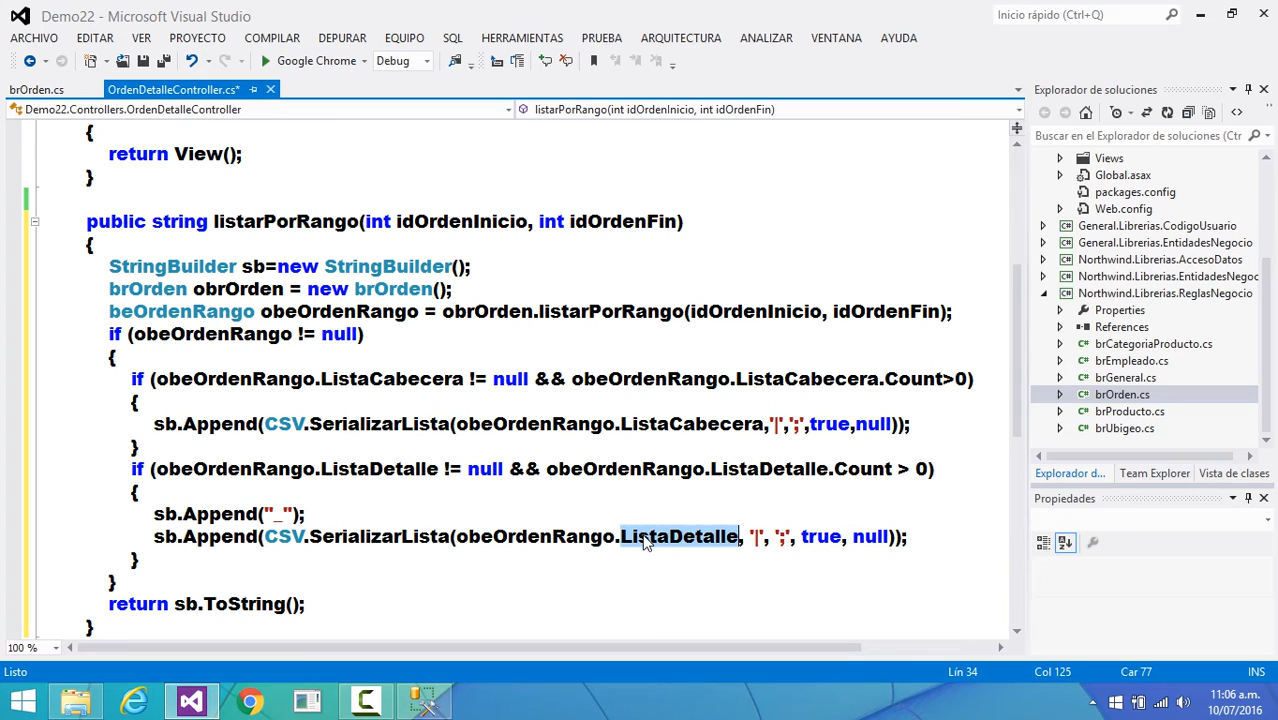 Demo22 - Microsoft Visual Studio
Inicio rápido (Ctrl+Q)
ARCHIVO EDITAR VER PROYECTO COMPILAR DEPURAR EQUIPO SQL HERRAMIENTAS PRUEBA ARQUITECTURA ANALIZAR VENTANA AYUDA
Google Chrome Debug
brOrden.cs OrdenDetalleController.cs*
Demo22.Controllers.OrdenDetalleController listarPorRango(int idOrdenInicio, int idOrdenFin)
{
return View();
}
public string listarPorRango(int idOrdenInicio, int idOrdenFin)
{
StringBuilder sb=new StringBuilder();
brOrden obrOrden = new brOrden();
beOrdenRango obeOrdenRango = obrOrden.listarPorRango(idOrdenInicio, idOrdenFin);
if (obeOrdenRango != null)
{
if (obeOrdenRango.ListaCabecera != null && obeOrdenRango.ListaCabecera.Count>0)
{
sb.Append(CSV.SerializarLista(obeOrdenRango.ListaCabecera,'|',';',true,null));
}
if (obeOrdenRango.ListaDetalle != null && obeOrdenRango.ListaDetalle.Count > 0)
{
sb.Append("_");
sb.Append(CSV.SerializarLista(obeOrdenRango.ListaDetalle, '|', ';', true, null));
}
}
return sb.ToString();
}
100 %
Explorador de soluciones
Buscar en el Explorador de soluciones (Ctr
Views
Global.asax
packages.config
Web.config
General.Librerias.CodigoUsuario
General.Librerias.EntidadesNegocio
Northwind.Librerias.AccesoDatos
Northwind.Librerias.EntidadesNegoc
Northwind.Librerias.ReglasNegocio
Properties
References
brCategoriaProducto.cs
brEmpleado.cs
brGeneral.cs
brOrden.cs
brProducto.cs
brUbigeo.cs
Explorador d... Team Explorer Vista de clases
Propiedades
Listo Lín 34 Col 125 Car 77 INS
11:06 a.m.
10/07/2016